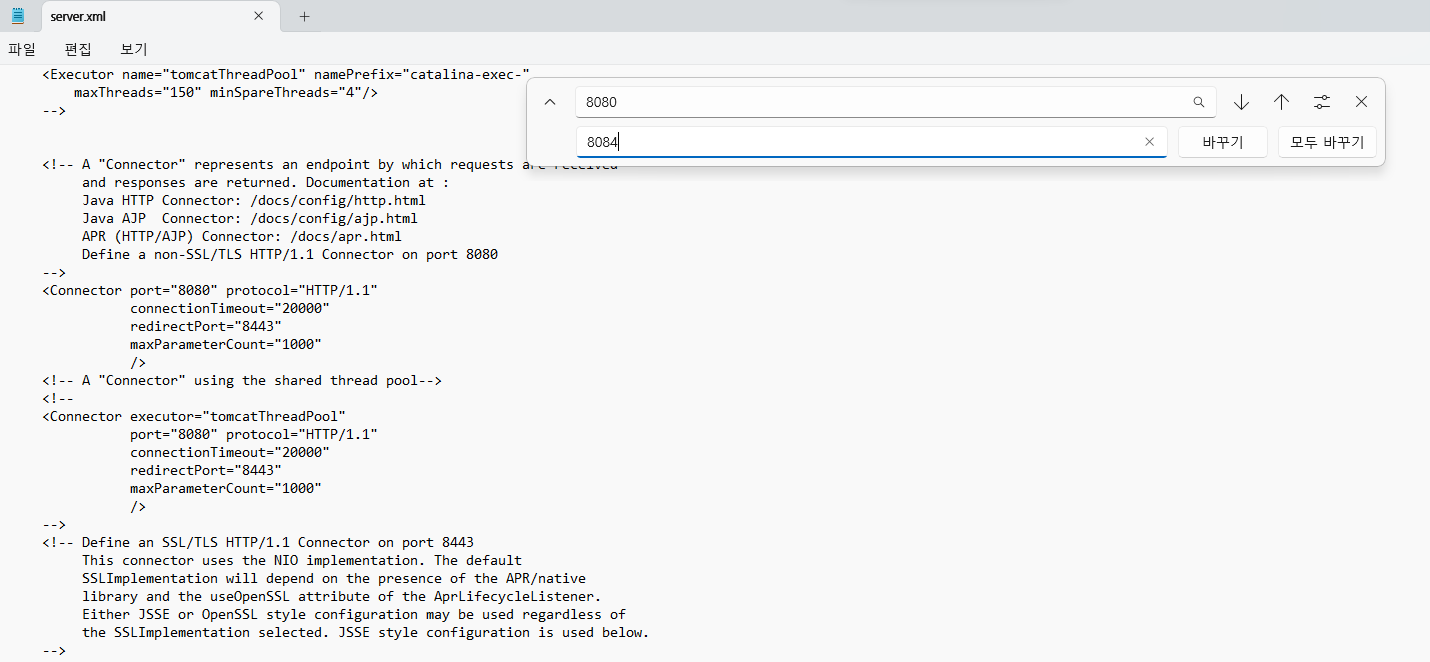 server.xml
파일 편집 보기
<Executor name="tomcatThreadPool" namePrefix="catalina-exec-"
maxThreads="150" minSpareThreads="4"/>
-->
8080
8084 바꾸기 모두 바꾸기
<!-- A "Connector" represents an endpoint by which requests are received
and responses are returned. Documentation at :
Java HTTP Connector: /docs/config/http.html
Java AJP  Connector: /docs/config/ajp.html
APR (HTTP/AJP) Connector: /docs/apr.html
Define a non-SSL/TLS HTTP/1.1 Connector on port 8080
-->
<Connector port="8080" protocol="HTTP/1.1"
connectionTimeout="20000"
redirectPort="8443"
maxParameterCount="1000"
/>
<!-- A "Connector" using the shared thread pool-->
<!--
<Connector executor="tomcatThreadPool"
port="8080" protocol="HTTP/1.1"
connectionTimeout="20000"
redirectPort="8443"
maxParameterCount="1000"
/>
-->
<!-- Define an SSL/TLS HTTP/1.1 Connector on port 8443
This connector uses the NIO implementation. The default
SSLImplementation will depend on the presence of the APR/native
library and the useOpenSSL attribute of the AprLifecycleListener.
Either JSSE or OpenSSL style configuration may be used regardless of
the SSLImplementation selected. JSSE style configuration is used below.
-->